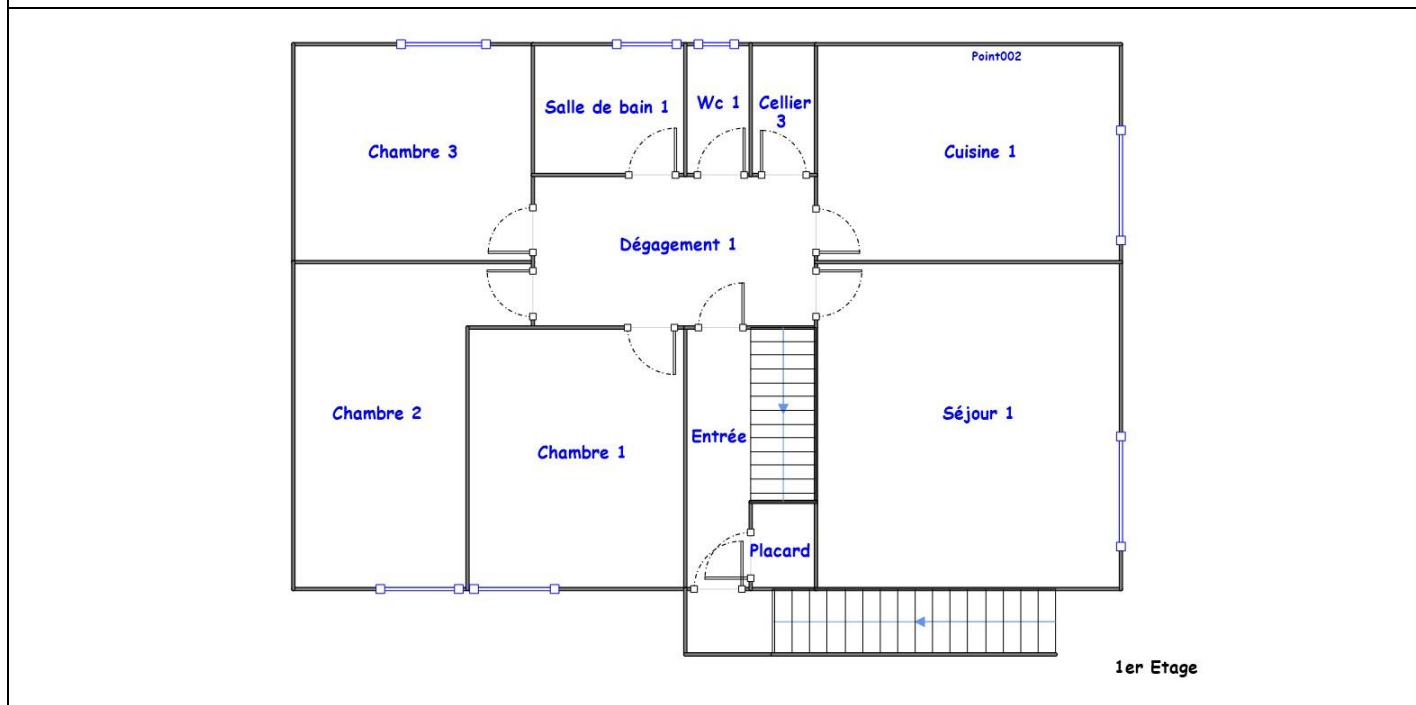 Point002
Salle de bain 1
Wc 1
Cellier
3
Chambre 3
Cuisine 1
Dégagement 1
Chambre 2
Séjour 1
Entrée
Chambre 1
Placard
1er Etage